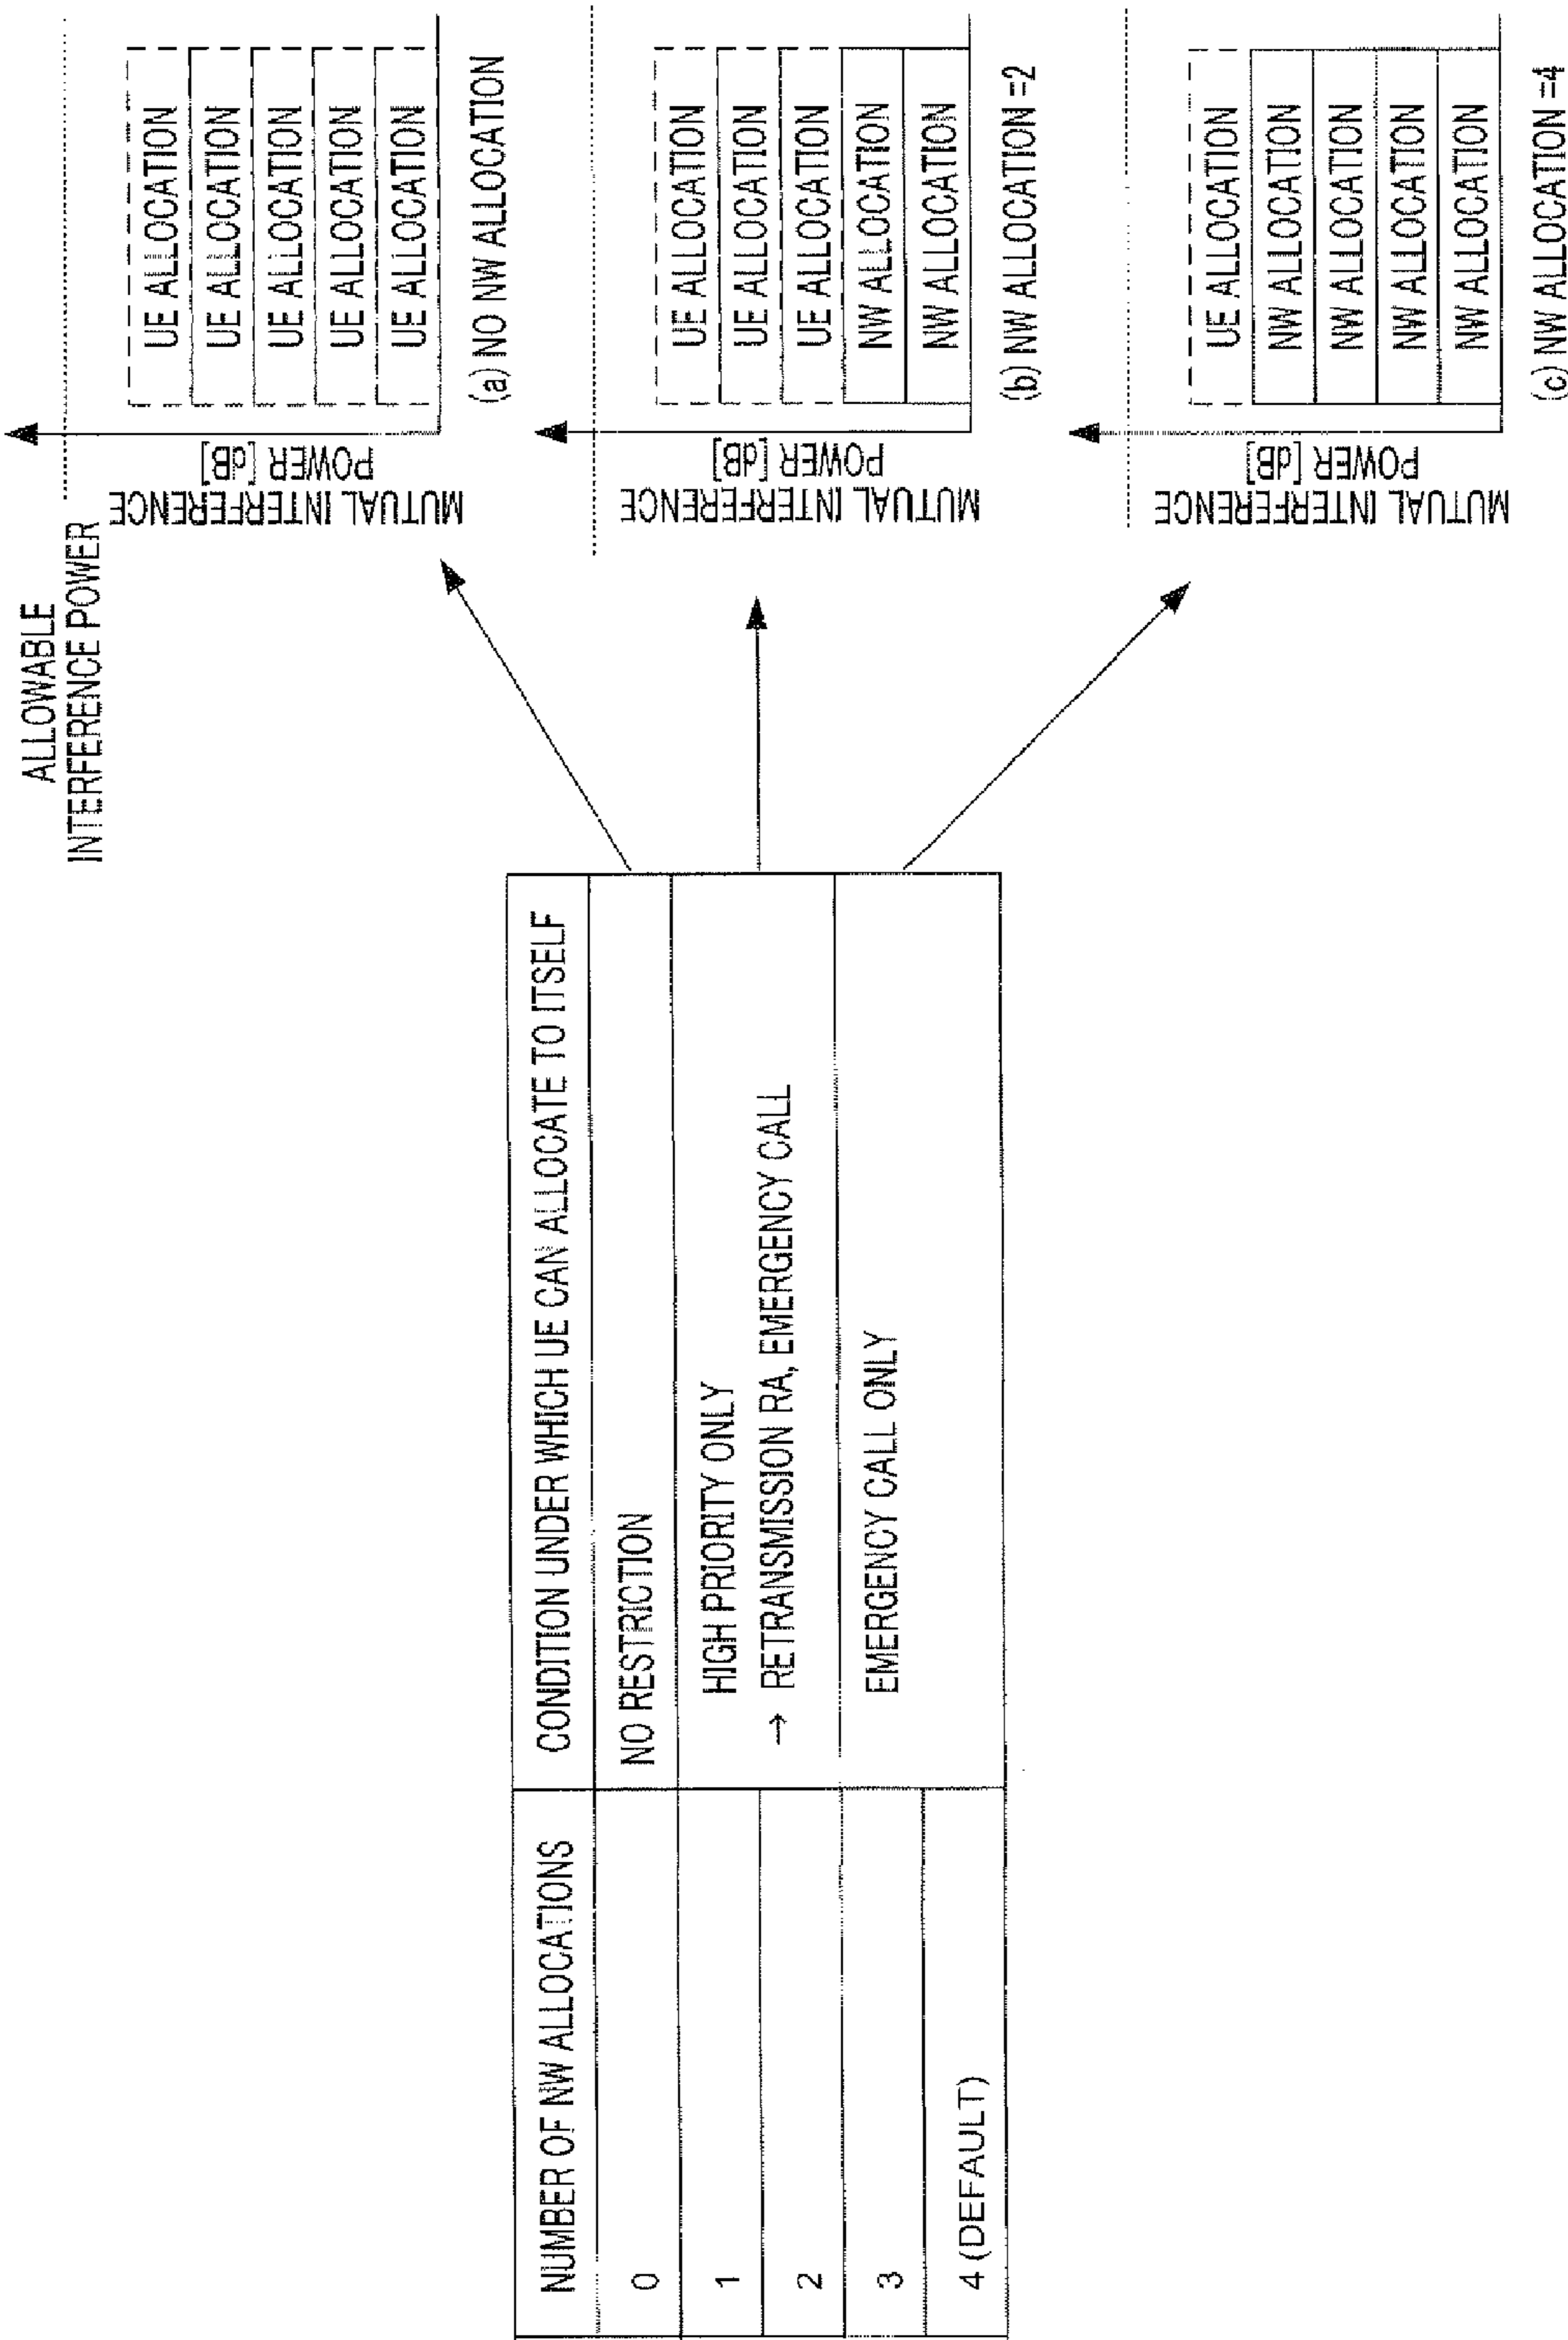 NUMBER OF NW ALLOCATIONS
CONDITION UNDER WHICH UE CAN ALLOCATE TO ITSELF
0
NO RESTRICTION
1
HIGH PRIORITY ONLY
2
→ RETRANSMISSION RA, EMERGENCY CALL
3
EMERGENCY CALL ONLY
4 (DEFAULT)
ALLOWABLE
INTERFERENCE POWER
MUTUAL INTERFERENCE
POWER [dB]
UE ALLOCATION
UE ALLOCATION
UE ALLOCATION
UE ALLOCATION
UE ALLOCATION
(a) NO NW ALLOCATION
MUTUAL INTERFERENCE
POWER [dB]
UE ALLOCATION
UE ALLOCATION
UE ALLOCATION
NW ALLOCATION
NW ALLOCATION
(b) NW ALLOCATION =2
MUTUAL INTERFERENCE
POWER [dB]
UE ALLOCATION
NW ALLOCATION
NW ALLOCATION
NW ALLOCATION
NW ALLOCATION
(c) NW ALLOCATION =4